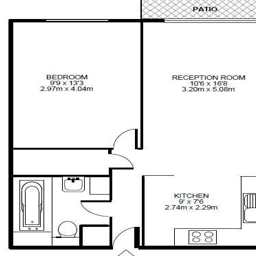 PATIO
BEDROOM
9'9 x 13'3
2.97m x 4.04m
RECEPTION ROOM
10'6 x 16'8
3.20m x 5.08m
KITCHEN
9' x 7'6
2.74m x 2.29m